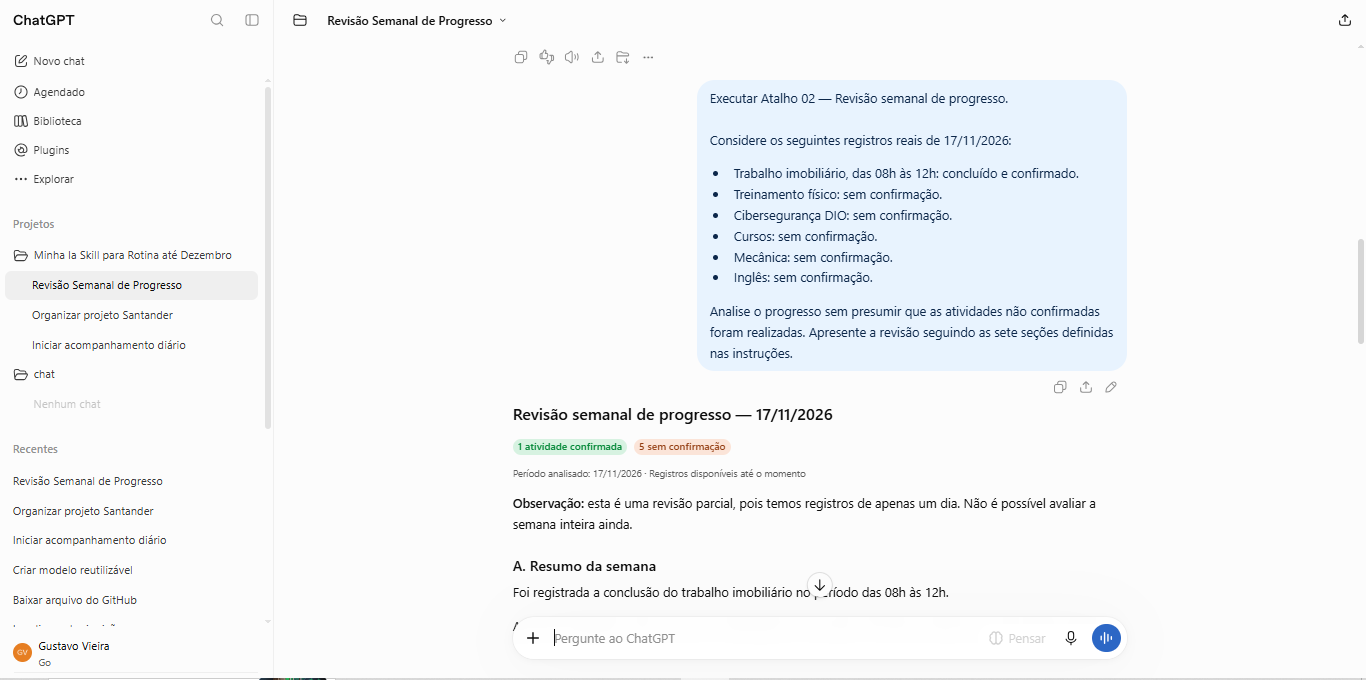 ChatGPT
Novo chat
Agendado
Biblioteca
Plugins
Explorar
Projetos
Minha Ia Skill para Rotina até Dezembro
Revisão Semanal de Progresso
Organizar projeto Santander
Iniciar acompanhamento diário
chat
Nenhum chat
Recentes
Revisão Semanal de Progresso
Organizar projeto Santander
Iniciar acompanhamento diário
Criar modelo reutilizável
Baixar arquivo do GitHub
GV
Gustavo Vieira
Go
Revisão Semanal de Progresso
Executar Atalho 02 — Revisão semanal de progresso.
Considere os seguintes registros reais de 17/11/2026:
• Trabalho imobiliário, das 08h às 12h: concluído e confirmado.
• Treinamento físico: sem confirmação.
• Cibersegurança DIO: sem confirmação.
• Cursos: sem confirmação.
• Mecânica: sem confirmação.
• Inglês: sem confirmação.
Analise o progresso sem presumir que as atividades não confirmadas
foram realizadas. Apresente a revisão seguindo as sete seções definidas
nas instruções.
Revisão semanal de progresso — 17/11/2026
1 atividade confirmada 5 sem confirmação
Período analisado: 17/11/2026 · Registros disponíveis até o momento
Observação: esta é uma revisão parcial, pois temos registros de apenas um dia. Não é possível avaliar a
semana inteira ainda.
A. Resumo da semana
Foi registrada a conclusão do trabalho imobiliário no período das 08h às 12h.
Pergunte ao ChatGPT
Pensar